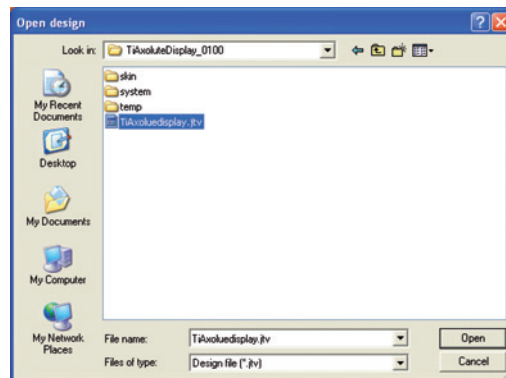 Open design
Look in: TiAxoluteDisplay_0100
skin
system
temp
TiAxoluedisplay.jtv
My Recent
Documents
Desktop
My Documents
My Computer
My Network
Places
File name: TiAxoluedisplay.jtv Open
Files of type: Design file (*.jtv) Cancel